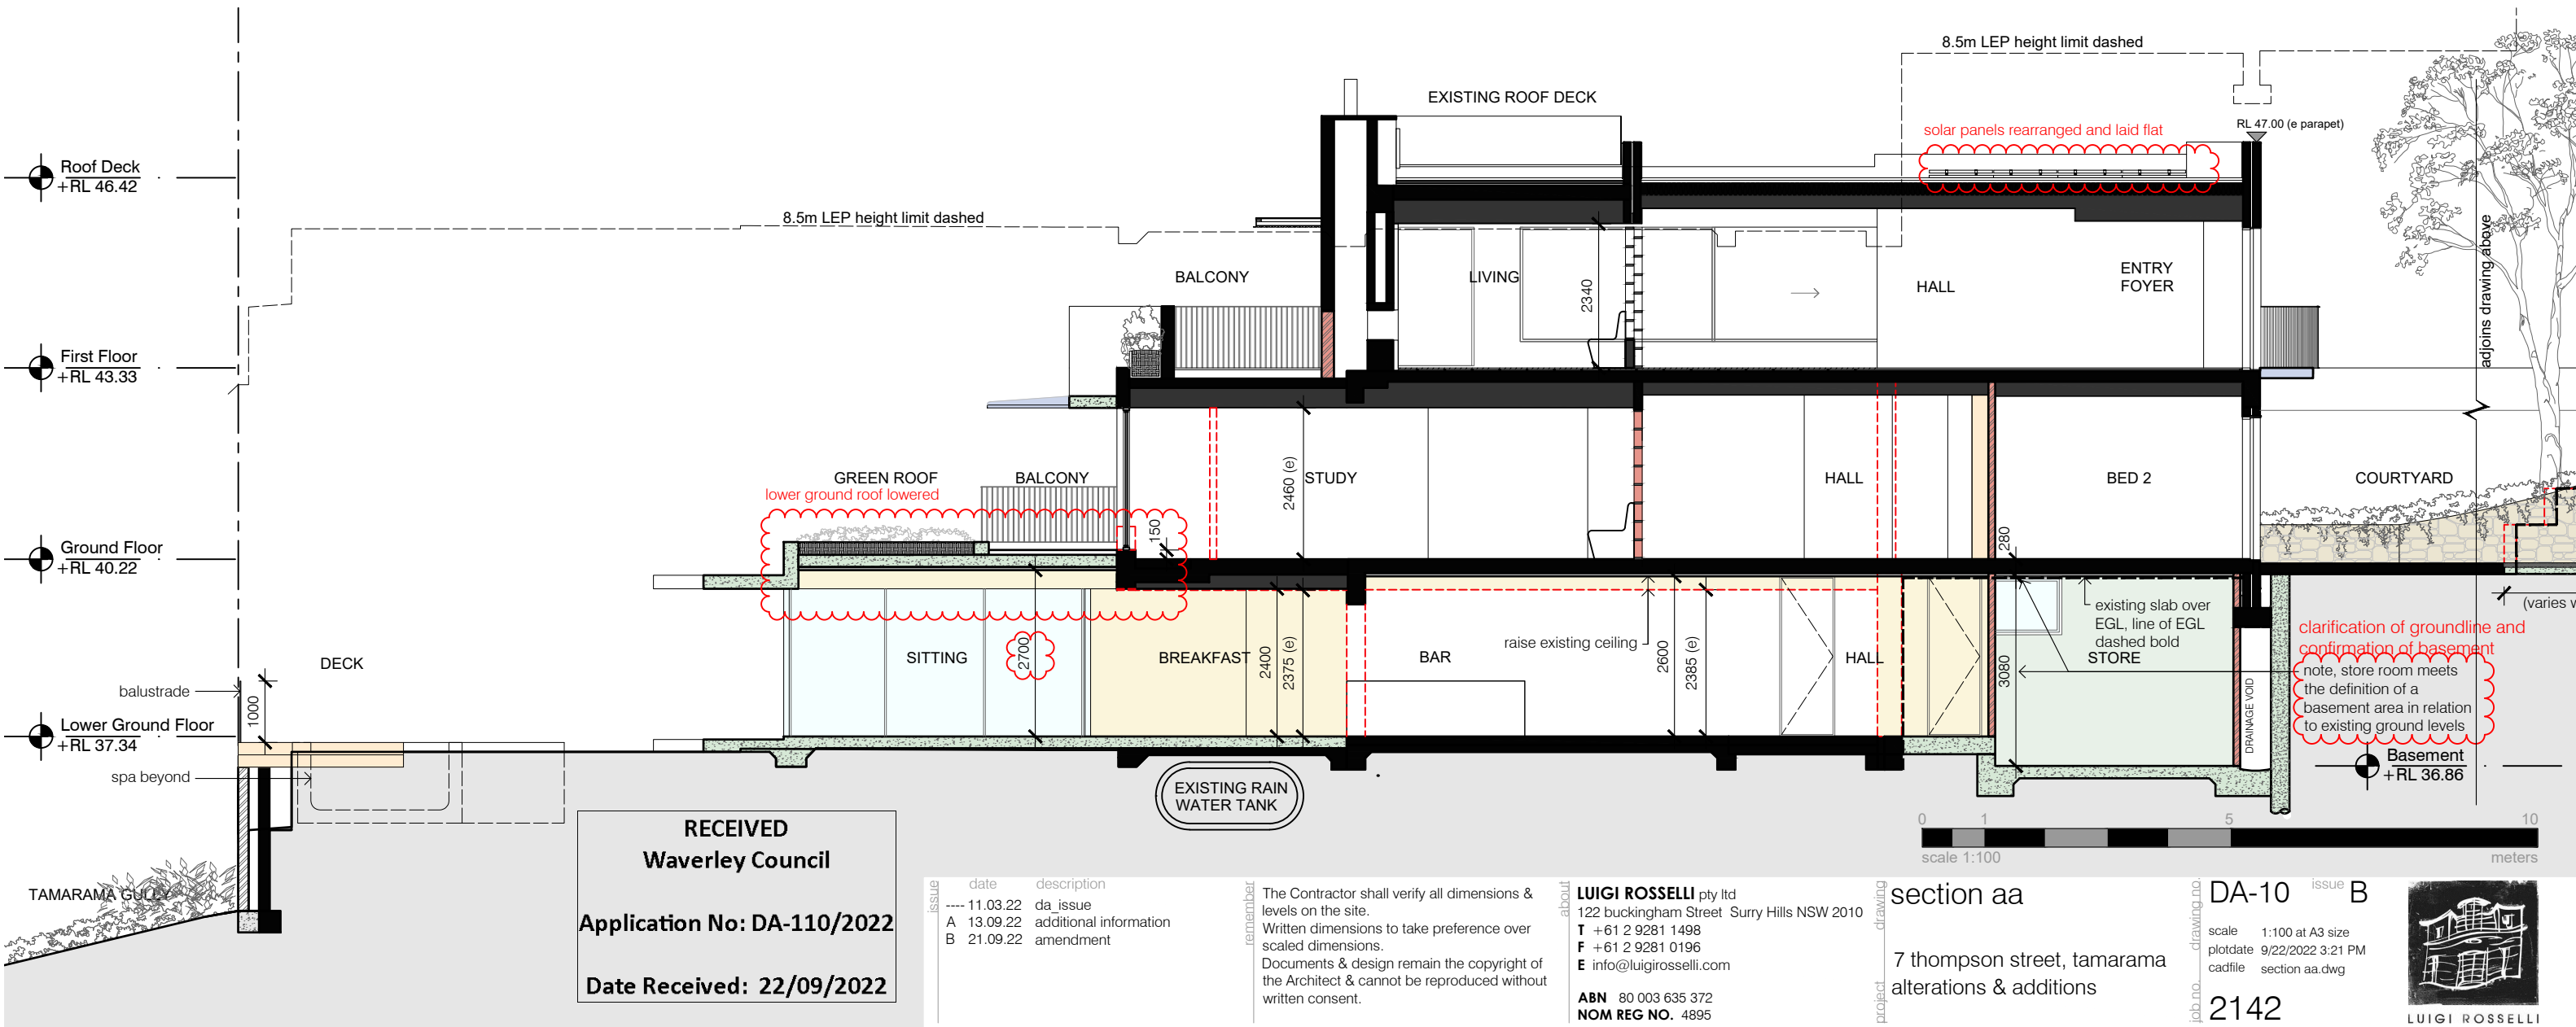 8.5m LEP height limit dashed
EXISTING ROOF DECK
solar panels rearranged and laid flat
RL 47.00 (e parapet)
Roof Deck
+RL 46.42
8.5m LEP height limit dashed
BALCONY
LIVING
2340
HALL
ENTRY
FOYER
adjoins drawing above
First Floor
+RL 43.33
GREEN ROOF
lower ground roof lowered
BALCONY
150
2460 (e)
STUDY
HALL
BED 2
COURTYARD
280
Ground Floor
+RL 40.22
existing slab over
EGL, line of EGL
dashed bold
STORE
(varies w
clarification of groundline and
confirmation of basement
note, store room meets
the definition of a
basement area in relation
to existing ground levels
DECK
SITTING
2700
BREAKFAST
2400
2375 (e)
BAR
raise existing ceiling
2600
2385 (e)
HALL
3080
DRAINAGE VOID
balustrade
1000
Lower Ground Floor
+RL 37.34
spa beyond
Basement
+RL 36.86
EXISTING RAIN
WATER TANK
0 1 5 10
scale 1:100 meters
TAMARAMA GULLY
RECEIVED
Waverley Council
Application No: DA-110/2022
Date Received: 22/09/2022
issue date description
---- 11.03.22 da_issue
A 13.09.22 additional information
B 21.09.22 amendment
remember
The Contractor shall verify all dimensions &
levels on the site.
Written dimensions to take preference over
scaled dimensions.
Documents & design remain the copyright of
the Architect & cannot be reproduced without
written consent.
about
LUIGI ROSSELLI pty ltd
122 buckingham Street Surry Hills NSW 2010
T +61 2 9281 1498
F +61 2 9281 0196
E info@luigirosselli.com
ABN 80 003 635 372
NOM REG NO. 4895
drawing
section aa
project
7 thompson street, tamarama
alterations & additions
drawing no.
DA-10 issue B
scale 1:100 at A3 size
plotdate 9/22/2022 3:21 PM
cadfile section aa.dwg
job no.
2142
LUIGI ROSSELLI